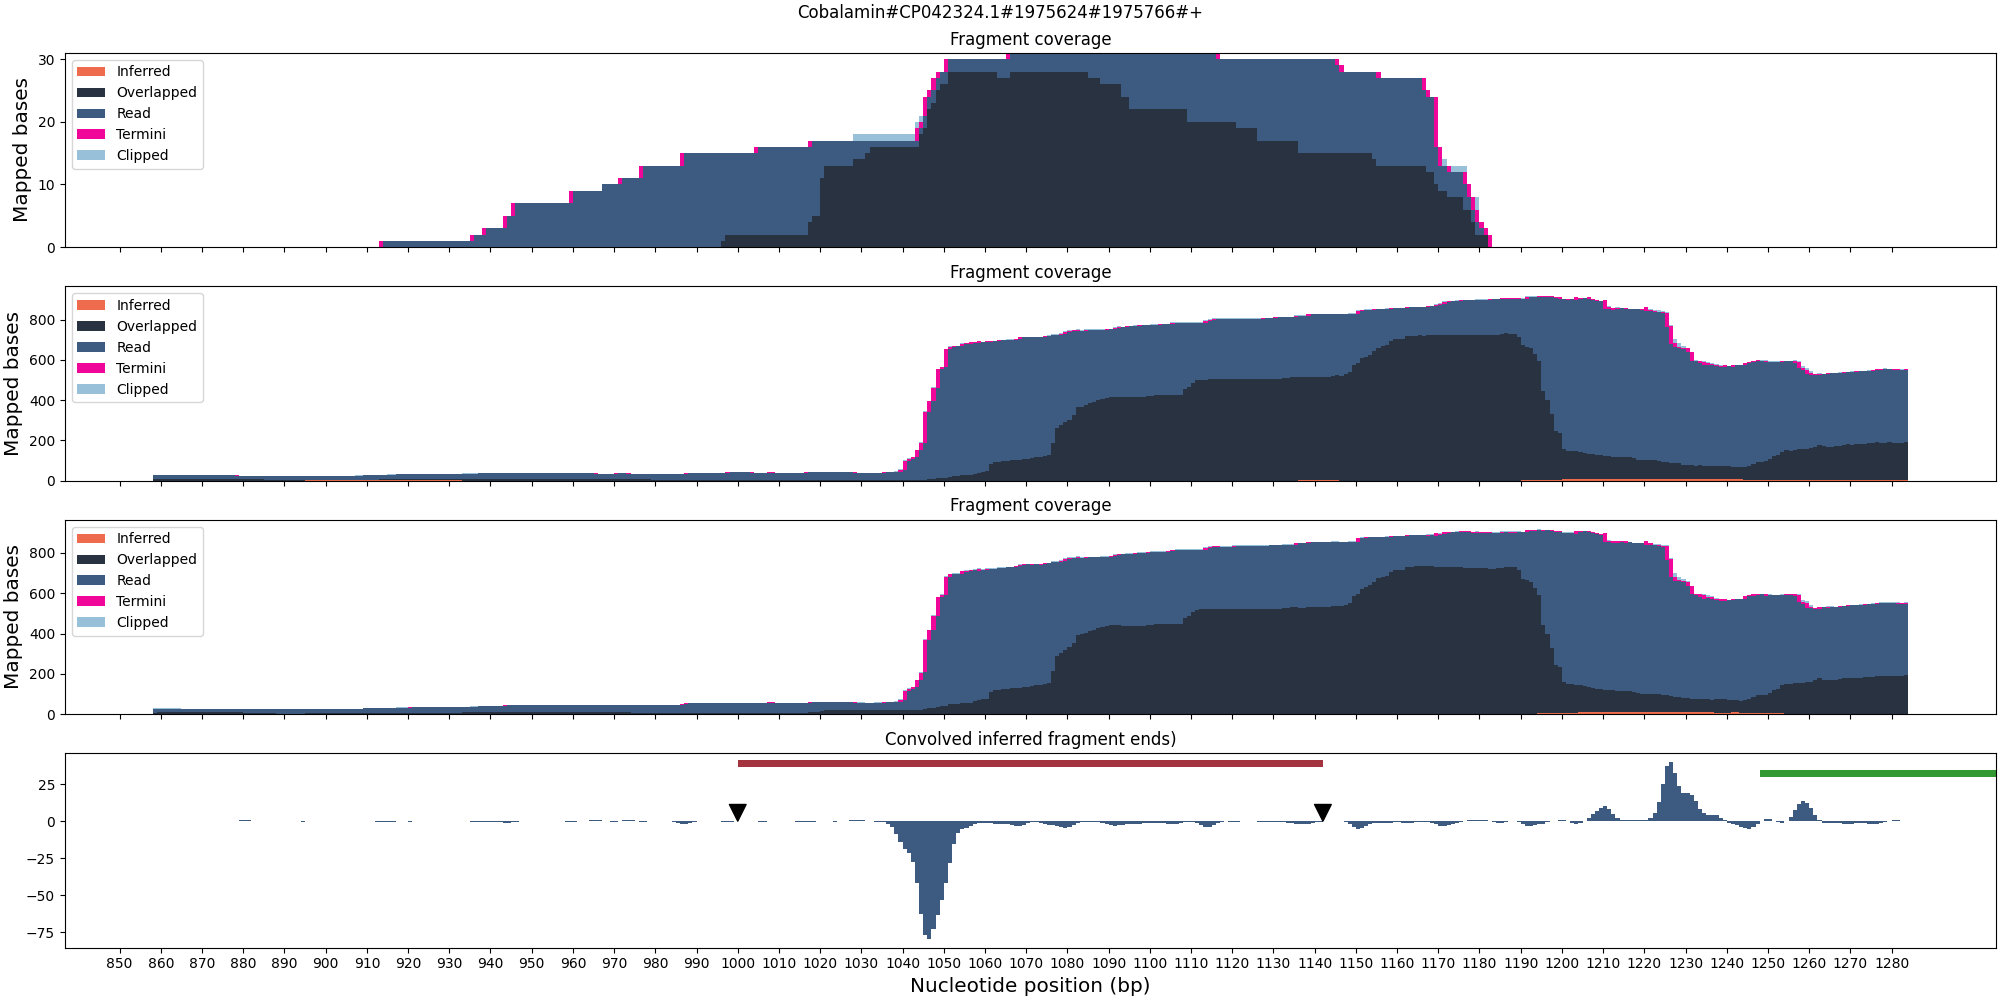 Cobalamin#CP042324.1#1975624#1975766#+
Fragment coverage
Mapped bases
30
20
10
0
Inferred
Overlapped
Read
Termini
Clipped
Fragment coverage
Mapped bases
800
600
400
200
0
Inferred
Overlapped
Read
Termini
Clipped
Fragment coverage
Mapped bases
800
600
400
200
0
Inferred
Overlapped
Read
Termini
Clipped
Convolved inferred fragment ends)
25
0
−25
−50
−75
850 860 870 880 890 900 910 920 930 940 950 960 970 980 990 1000 1010 1020 1030 1040 1050 1060 1070 1080 1090 1100 1110 1120 1130 1140 1150 1160 1170 1180 1190 1200 1210 1220 1230 1240 1250 1260 1270 1280
Nucleotide position (bp)